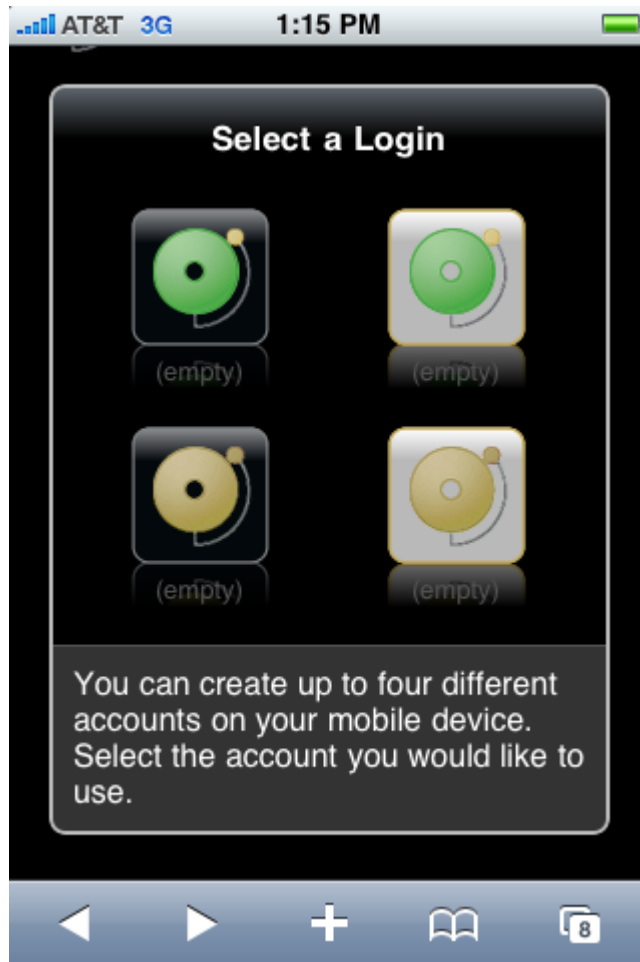 AT&T 3G 1:15 PM
Select a Login
(empty) (empty)
(empty) (empty)
You can create up to four different
accounts on your mobile device.
Select the account you would like to
use.
8